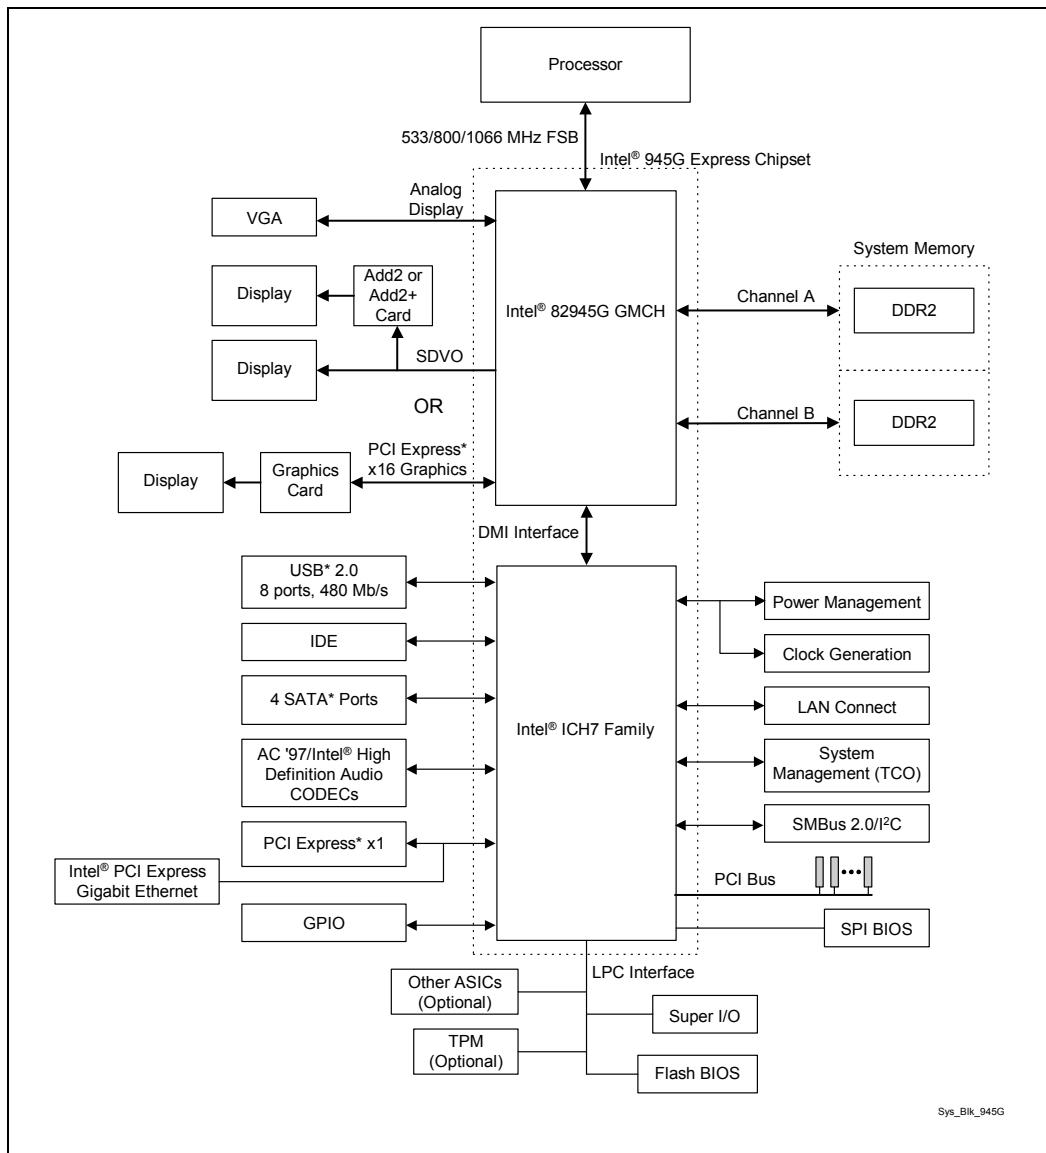 Processor
533/800/1066 MHz FSB
Intel® 945G Express Chipset
Analog
Display
VGA
System Memory
Add2 or
Add2+
Card
Display
Intel® 82945G GMCH
Channel A
DDR2
SDVO
Display
OR
Channel B
DDR2
PCI Express*
x16 Graphics
Graphics
Card
Display
DMI Interface
USB* 2.0
8 ports, 480 Mb/s
Power Management
IDE
Clock Generation
4 SATA* Ports
LAN Connect
Intel® ICH7 Family
AC '97/Intel® High
Definition Audio
CODECs
System
Management (TCO)
SMBus 2.0/I²C
PCI Express* x1
Intel® PCI Express
Gigabit Ethernet
PCI Bus
GPIO
SPI BIOS
LPC Interface
Other ASICs
(Optional)
Super I/O
TPM
(Optional)
Flash BIOS
Sys_Blk_945G